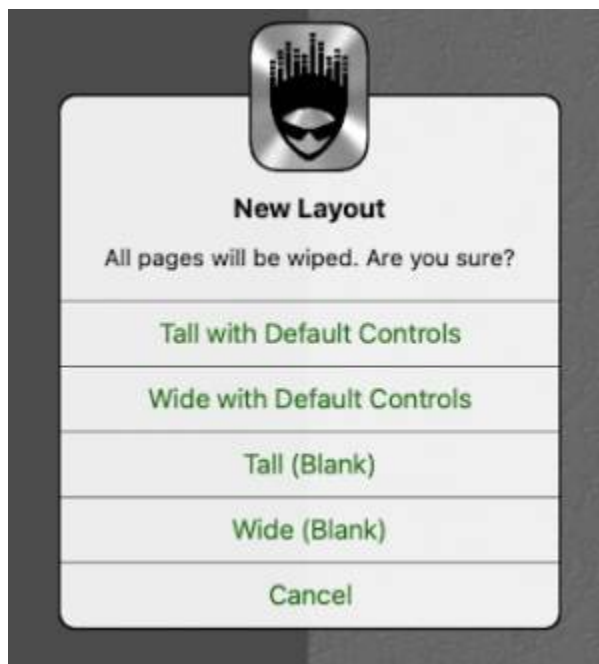 New Layout
All pages will be wiped. Are you sure?
Tall with Default Controls
Wide with Default Controls
Tall (Blank)
Wide (Blank)
Cancel